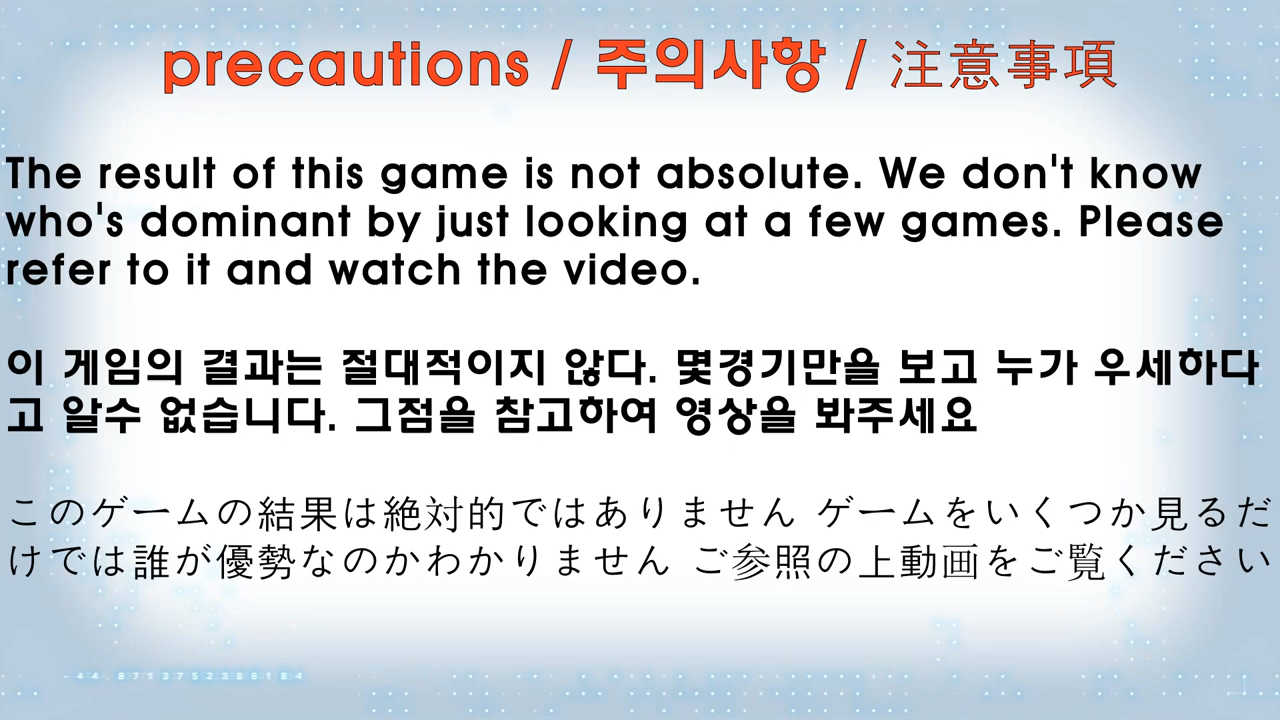 precautions / 주의사항 / 注意事項
The result of this game is not absolute. We don't know
who's dominant by just looking at a few games. Please
refer to it and watch the video.
이 게임의 결과는 절대적이지 않다. 몇경기만을 보고 누가 우세하다
고 알수 없습니다. 그점을 참고하여 영상을 봐주세요
このゲームの結果は絶対的ではありません ゲームをいくつか見るだ
けでは誰が優勢なのかわかりません ご参照の上動画をご覧ください
-44.8713752386184